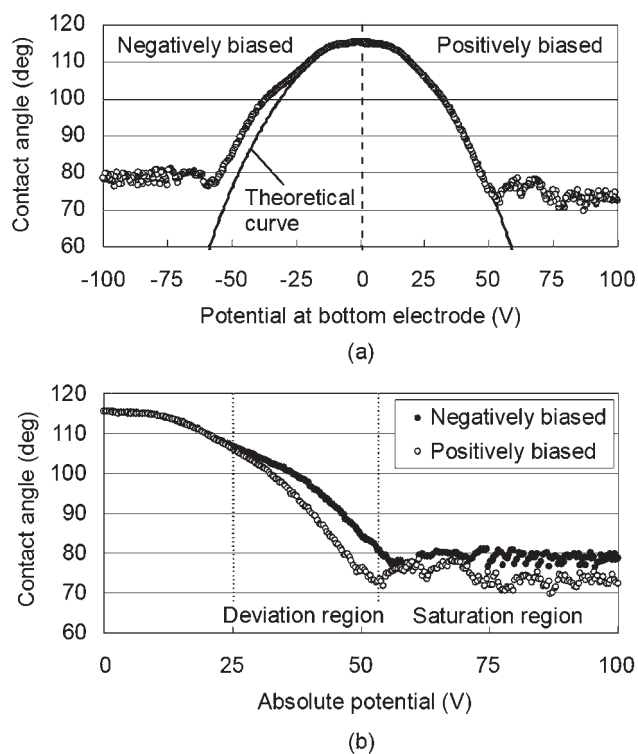 120
110
100
90
80
70
60
Contact angle (deg)
Negatively biased
Positively biased
Theoretical
curve
-100 -75 -50 -25 0 25 50 75 100
Potential at bottom electrode (V)
(a)
120
110
100
90
80
70
60
Contact angle (deg)
Negatively biased
Positively biased
Deviation region
Saturation region
0 25 50 75 100
Absolute potential (V)
(b)